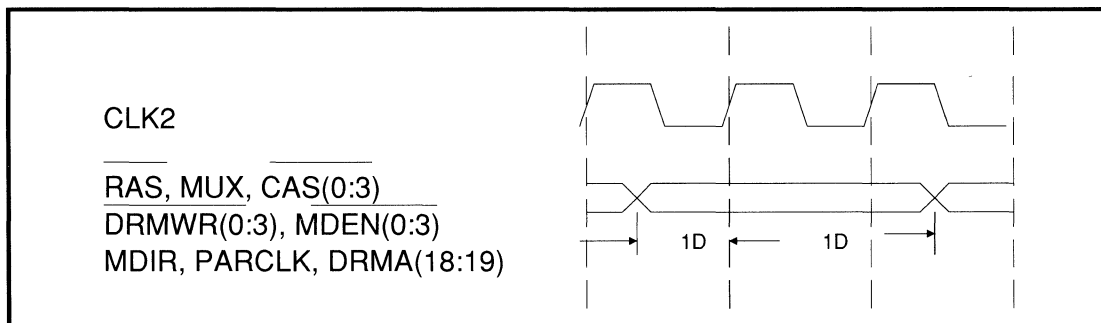 CLK2
RAS, MUX, CAS(0:3)
DRMWR(0:3), MDEN(0:3)
MDIR, PARCLK, DRMA(18:19)
1D 1D